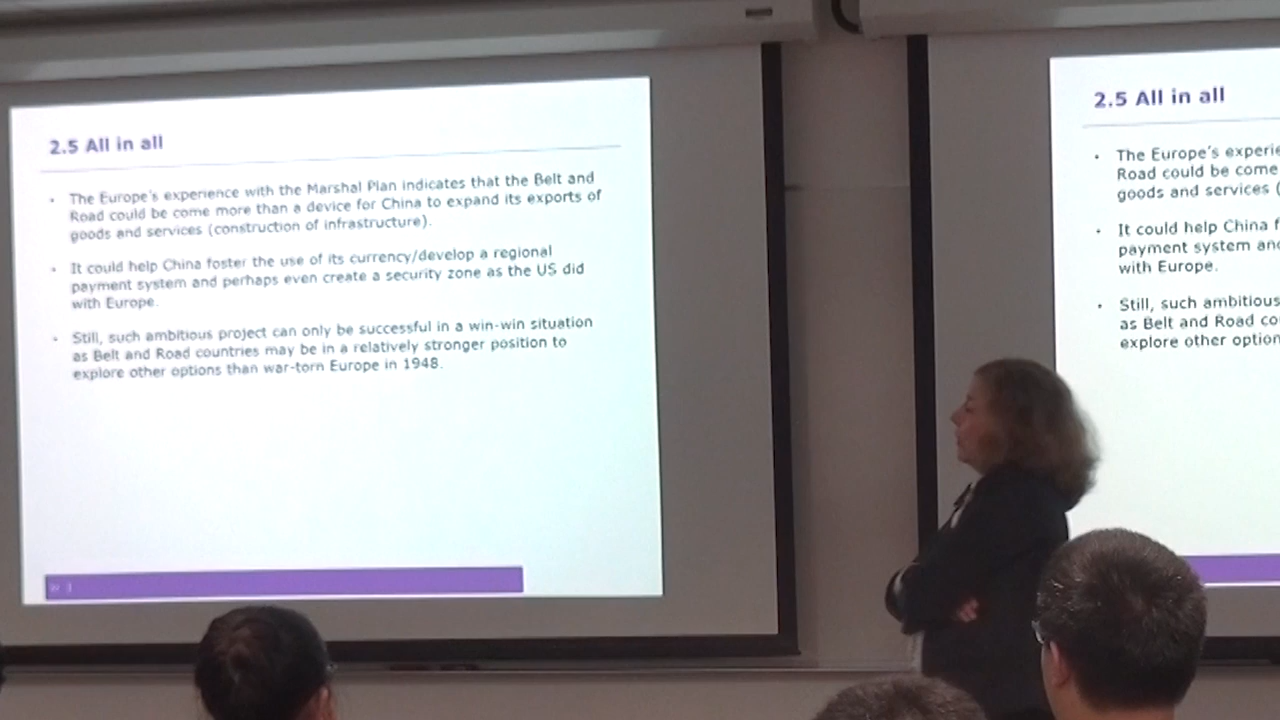 2.5 All in all
• The Europe's experience with the Marshal Plan indicates that the Belt and
Road could be come more than a device for China to expand its exports of
goods and services (construction of infrastructure).
• It could help China foster the use of its currency/develop a regional
payment system and perhaps even create a security zone as the US did
with Europe.
• Still, such ambitious project can only be successful in a win-win situation
as Belt and Road countries may be in a relatively stronger position to
explore other options than war-torn Europe in 1948.
2.5 All in all
• The Europe's
Road could be come
goods and services
• It could help China
payment system
with Europe.
• Still, such ambitious
as Belt and Road
explore other